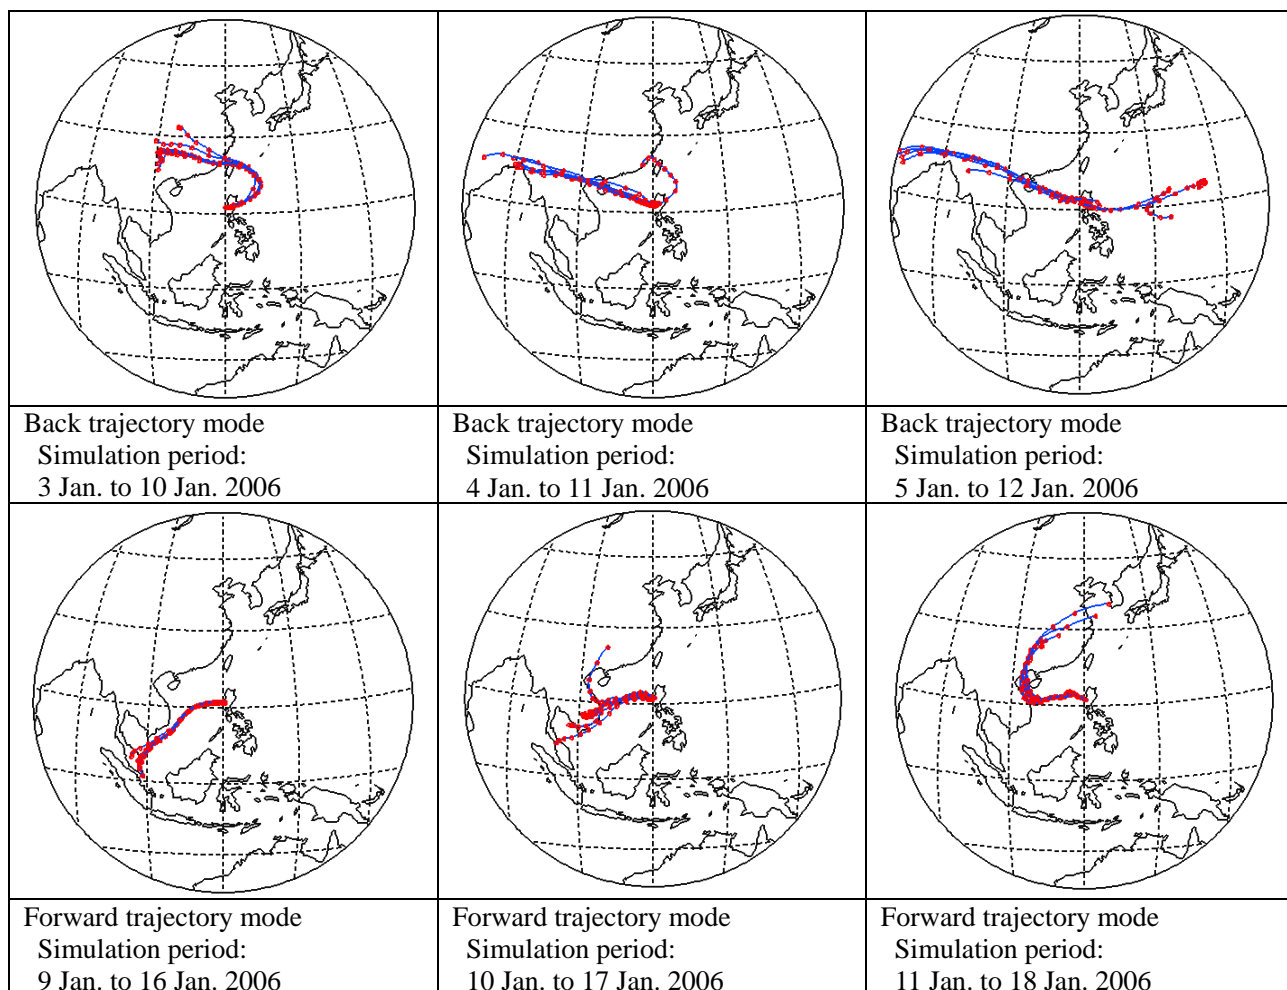 Back trajectory mode
Simulation period:
3 Jan. to 10 Jan. 2006
Back trajectory mode
Simulation period:
4 Jan. to 11 Jan. 2006
Back trajectory mode
Simulation period:
5 Jan. to 12 Jan. 2006
Forward trajectory mode
Simulation period:
9 Jan. to 16 Jan. 2006
Forward trajectory mode
Simulation period:
10 Jan. to 17 Jan. 2006
Forward trajectory mode
Simulation period:
11 Jan. to 18 Jan. 2006